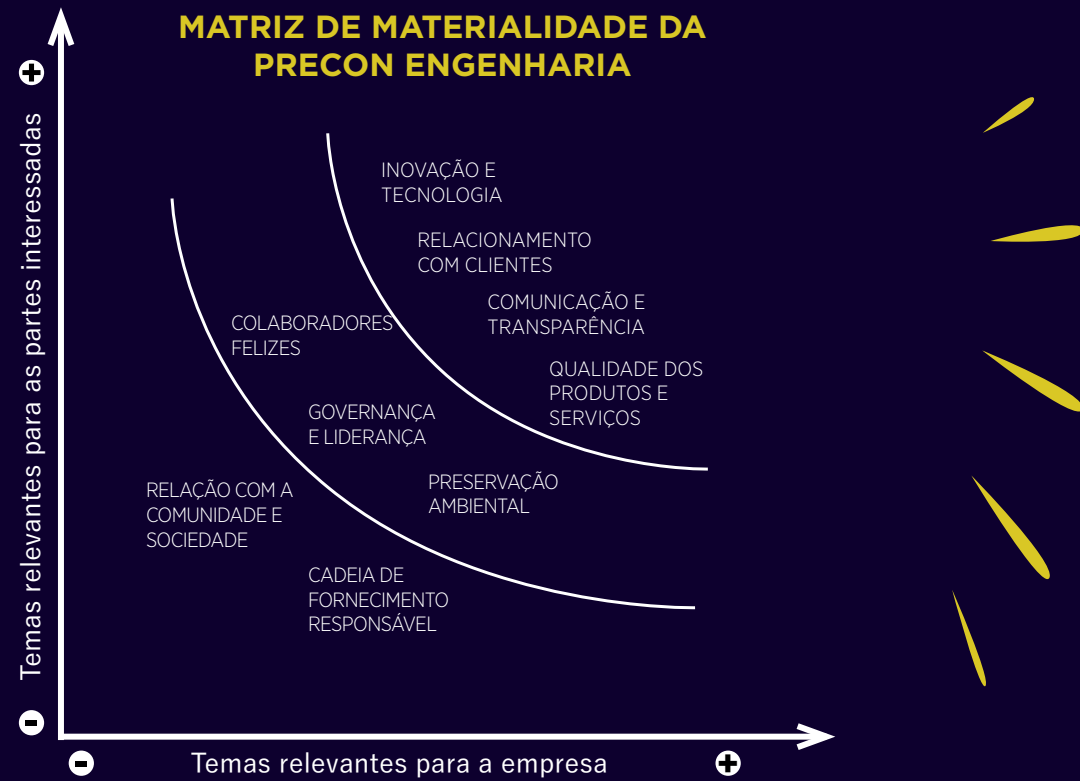 MATRIZ DE MATERIALIDADE DA
PRECON ENGENHARIA
+
Temas relevantes para as partes interessadas
-
INOVAÇÃO E
TECNOLOGIA
RELACIONAMENTO
COM CLIENTES
COMUNICAÇÃO E
TRANSPARÊNCIA
COLABORADORES
FELIZES
QUALIDADE DOS
PRODUTOS E
SERVIÇOS
GOVERNANÇA
E LIDERANÇA
PRESERVAÇÃO
AMBIENTAL
RELAÇÃO COM A
COMUNIDADE E
SOCIEDADE
CADEIA DE
FORNECIMENTO
RESPONSÁVEL
-
Temas relevantes para a empresa
+